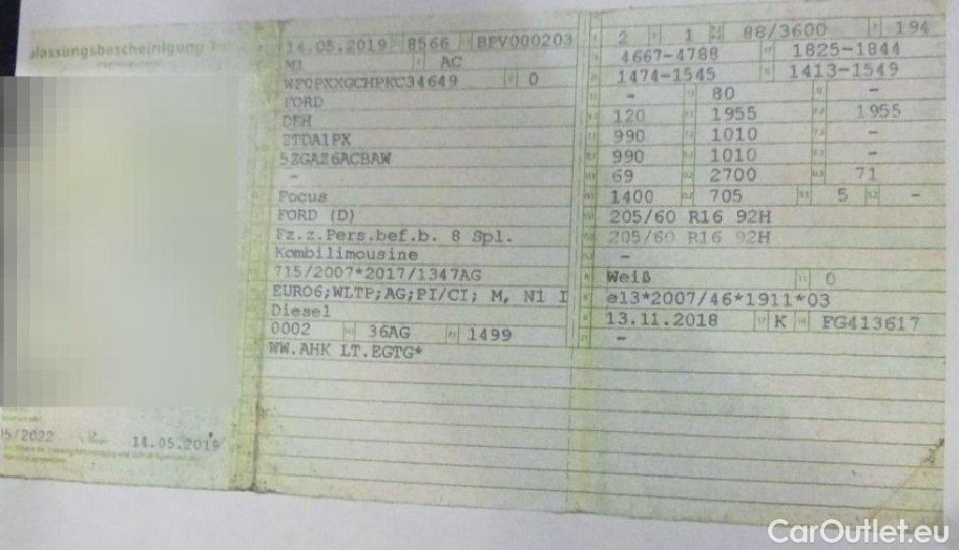 Zulassungsbescheinigung T
14.05.2019 8566 BPV000203
M1 AC
WF0PXXGCHPKC34649 0
FORD
DEH
2TDA1PX
5ZGAZ6ACBAW
–
Focus
FORD (D)
Fz.z.Pers.bef.b. 8 Spl.
Kombilimousine
715/2007*2017/1347AG
EURO6;WLTP;AG;PI/CI; M, N1 I
Diesel
0002 36AG 1499
WW.AHK LT.EGTG*
05/2022 14.05.2019
2 1 88/3600 194
4667-4788 1825-1844
1474-1545 1413-1549
– 80 –
120 1955 1955
990 1010 –
990 1010 –
69 2700 71
1400 705 5 –
205/60 R16 92H
205/60 R16 92H
–
Weiß 0
e13*2007/46*1911*03
13.11.2018 K FG413617
–
CarOutlet.eu